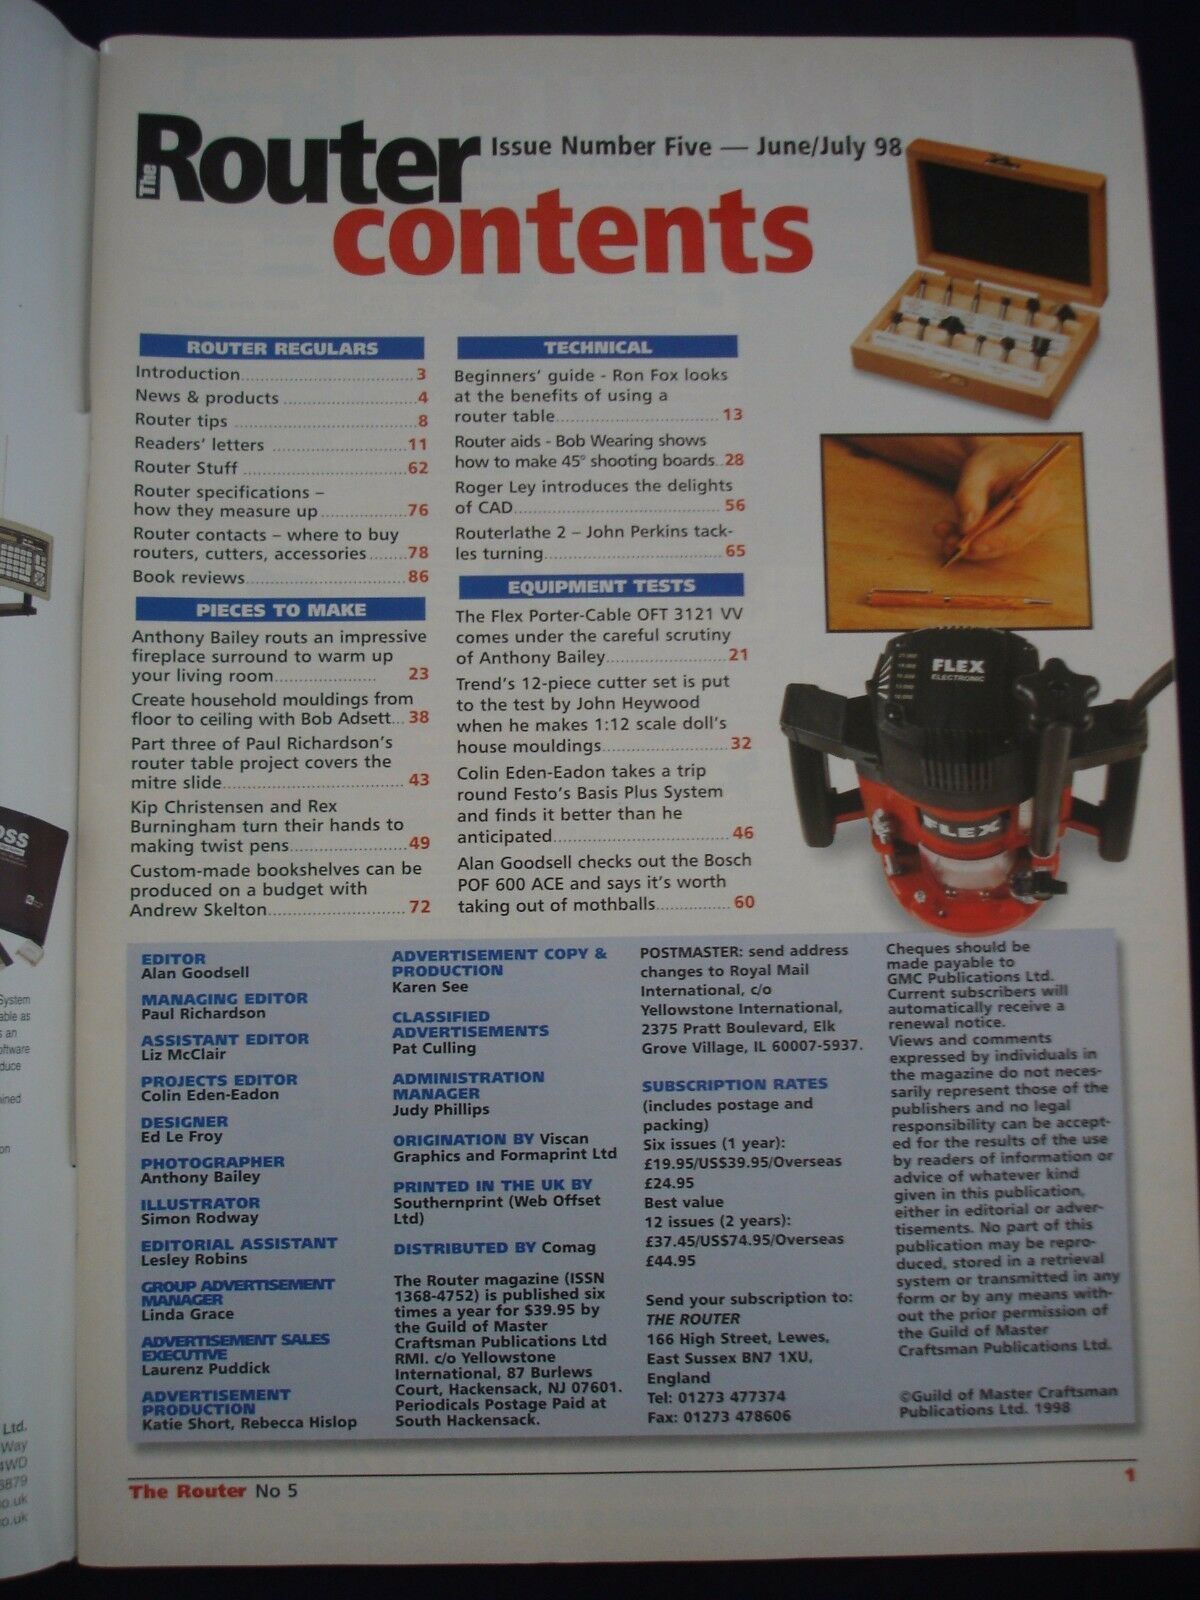 The Router
contents
Issue Number Five — June/July 98
ROUTER REGULARS
Introduction..............................3
News & products ......................4
Router tips ................................8
Readers' letters ......................11
Router Stuff ............................62
Router specifications –
how they measure up...............76
Router contacts – where to buy
routers, cutters, accessories.......78
Book reviews............................86
PIECES TO MAKE
Anthony Bailey routs an impressive
fireplace surround to warm up
your living room................... 23
Create household mouldings from
floor to ceiling with Bob Adsett... 38
Part three of Paul Richardson's
router table project covers the
mitre slide................................ 43
Kip Christensen and Rex
Burningham turn their hands to
making twist pens.....................49
Custom-made bookshelves can be
produced on a budget with
Andrew Skelton........................ 72
TECHNICAL
Beginners' guide - Ron Fox looks
at the benefits of using a
router table............................. 13
Router aids - Bob Wearing shows
how to make 45° shooting boards..28
Roger Ley introduces the delights
of CAD..................................... 56
Routerlathe 2 – John Perkins tack-
les turning................................ 65
EQUIPMENT TESTS
The Flex Porter-Cable OFT 3121 VV
comes under the careful scrutiny
of Anthony Bailey.....................21
Trend's 12-piece cutter set is put
to the test by John Heywood
when he makes 1:12 scale doll's
house mouldings...................... 32
Colin Eden-Eadon takes a trip
round Festo's Basis Plus System
and finds it better than he
anticipated............................... 46
Alan Goodsell checks out the Bosch
POF 600 ACE and says it's worth
taking out of mothballs............. 60
FLEX
ELECTRONIC
FLEX
EDITOR
Alan Goodsell
MANAGING EDITOR
Paul Richardson
ASSISTANT EDITOR
Liz McClair
PROJECTS EDITOR
Colin Eden-Eadon
DESIGNER
Ed Le Froy
PHOTOGRAPHER
Anthony Bailey
ILLUSTRATOR
Simon Rodway
EDITORIAL ASSISTANT
Lesley Robins
GROUP ADVERTISEMENT
MANAGER
Linda Grace
ADVERTISEMENT SALES
EXECUTIVE
Laurenz Puddick
ADVERTISEMENT
PRODUCTION
Katie Short, Rebecca Hislop
ADVERTISEMENT COPY &
PRODUCTION
Karen See
CLASSIFIED
ADVERTISEMENTS
Pat Culling
ADMINISTRATION
MANAGER
Judy Phillips
ORIGINATION BY Viscan
Graphics and Formaprint Ltd
PRINTED IN THE UK BY
Southernprint (Web Offset
Ltd)
DISTRIBUTED BY Comag
The Router magazine (ISSN
1368-4752) is published six
times a year for $39.95 by
the Guild of Master
Craftsman Publications Ltd
RMI. c/o Yellowstone
International, 87 Burlews
Court, Hackensack, NJ 07601.
Periodicals Postage Paid at
South Hackensack.
POSTMASTER: send address
changes to Royal Mail
International, c/o
Yellowstone International,
2375 Pratt Boulevard, Elk
Grove Village, IL 60007-5937.
SUBSCRIPTION RATES
(includes postage and
packing)
Six issues (1 year):
£19.95/US$39.95/Overseas
£24.95
Best value
12 issues (2 years):
£37.45/US$74.95/Overseas
£44.95
Send your subscription to:
THE ROUTER
166 High Street, Lewes,
East Sussex BN7 1XU,
England
Tel: 01273 477374
Fax: 01273 478606
Cheques should be
made payable to
GMC Publications Ltd.
Current subscribers will
automatically receive a
renewal notice.
Views and comments
expressed by individuals in
the magazine do not neces-
sarily represent those of the
publishers and no legal
responsibility can be accept-
ed for the results of the use
by readers of information or
advice of whatever kind
given in this publication,
either in editorial or adver-
tisements. No part of this
publication may be repro-
duced, stored in a retrieval
system or transmitted in any
form or by any means with-
out the prior permission of
the Guild of Master
Craftsman Publications Ltd.
©Guild of Master Craftsman
Publications Ltd. 1998
The Router No 5
1
System
able as
s an
oftware
duce
ined
on
Ltd.
Way
4WD
6879
o.uk
co.uk